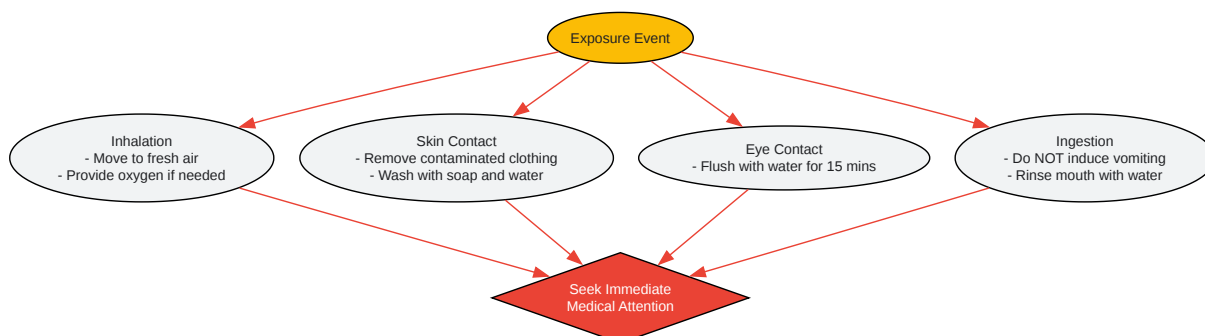 Exposure Event
Inhalation
- Move to fresh air
- Provide oxygen if needed
Skin Contact
- Remove contaminated clothing
- Wash with soap and water
Eye Contact
- Flush with water for 15 mins
Ingestion
- Do NOT induce vomiting
- Rinse mouth with water
Seek Immediate
Medical Attention